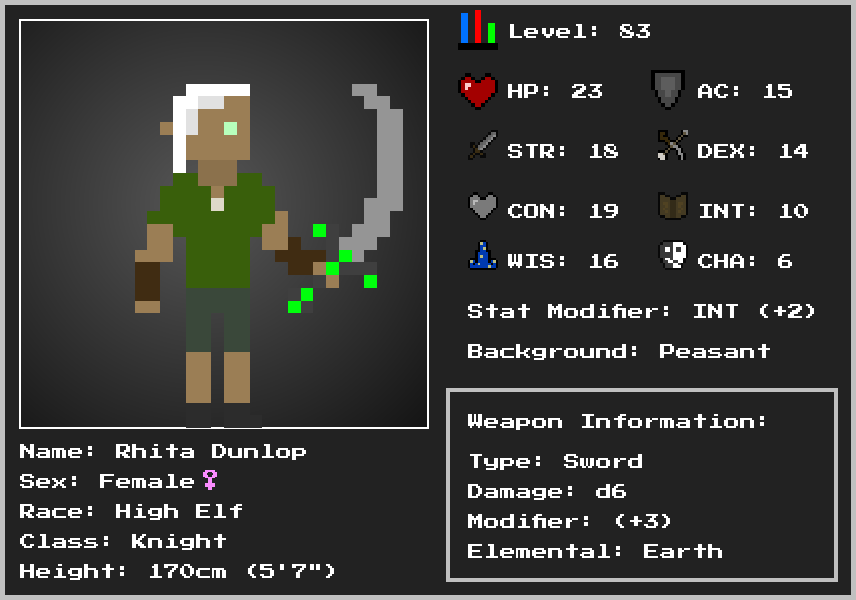 Level: 83
HP: 23
AC: 15
STR: 18
DEX: 14
CON: 19
INT: 10
WIS: 16
CHA: 6
Stat Modifier: INT (+2)
Background: Peasant
Weapon Information:
Type: Sword
Damage: d6
Modifier: (+3)
Elemental: Earth
Name: Rhita Dunlop
Sex: Female♀
Race: High Elf
Class: Knight
Height: 170cm (5'7")